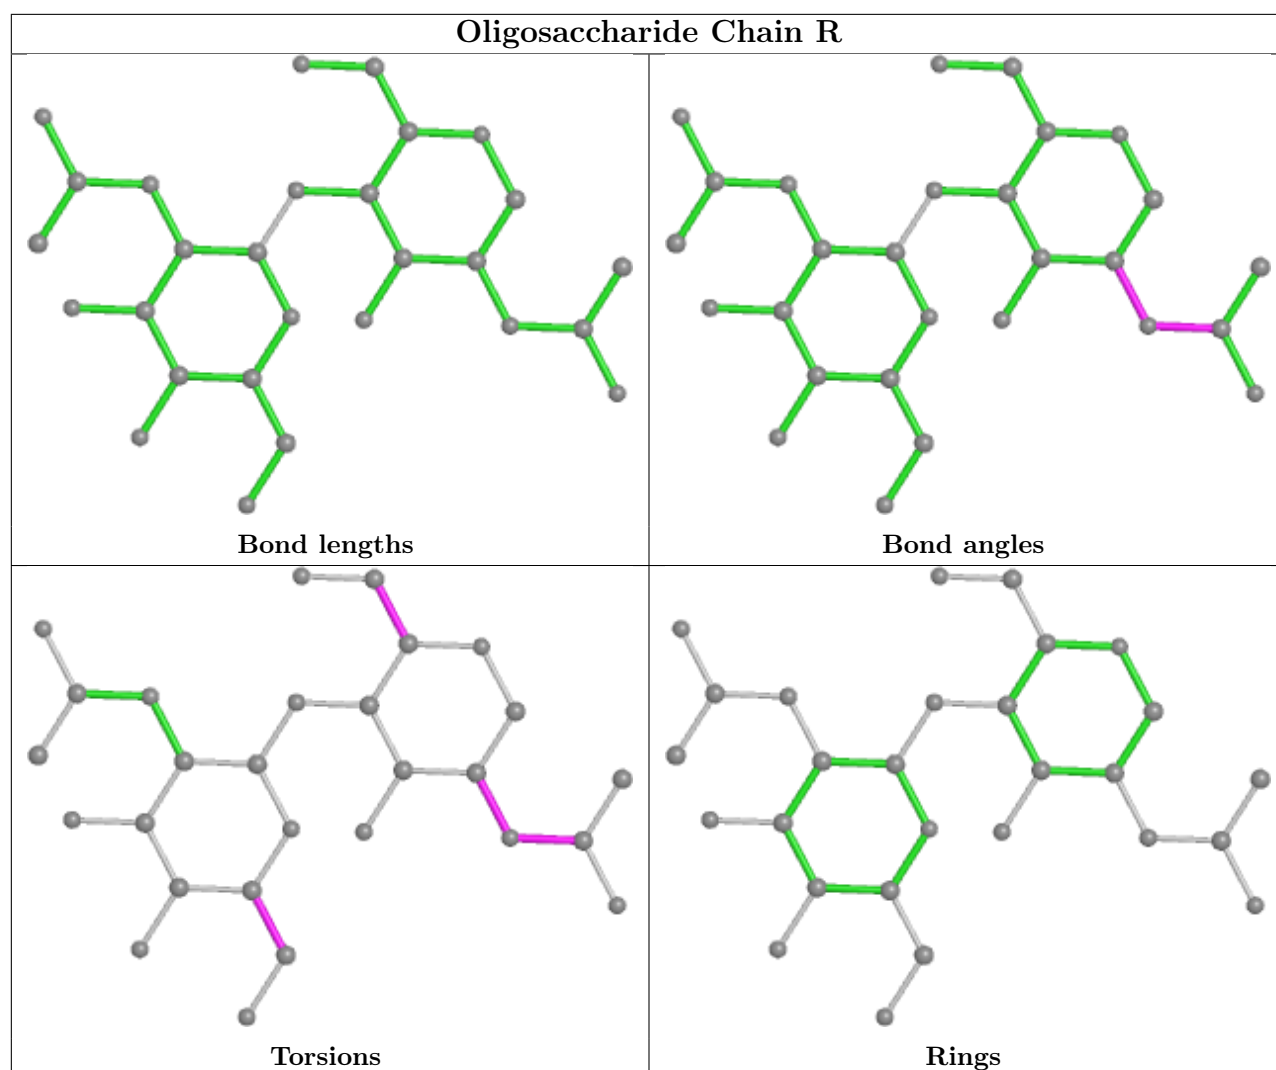 Oligosaccharide Chain R
Bond lengths
Bond angles
Torsions
Rings